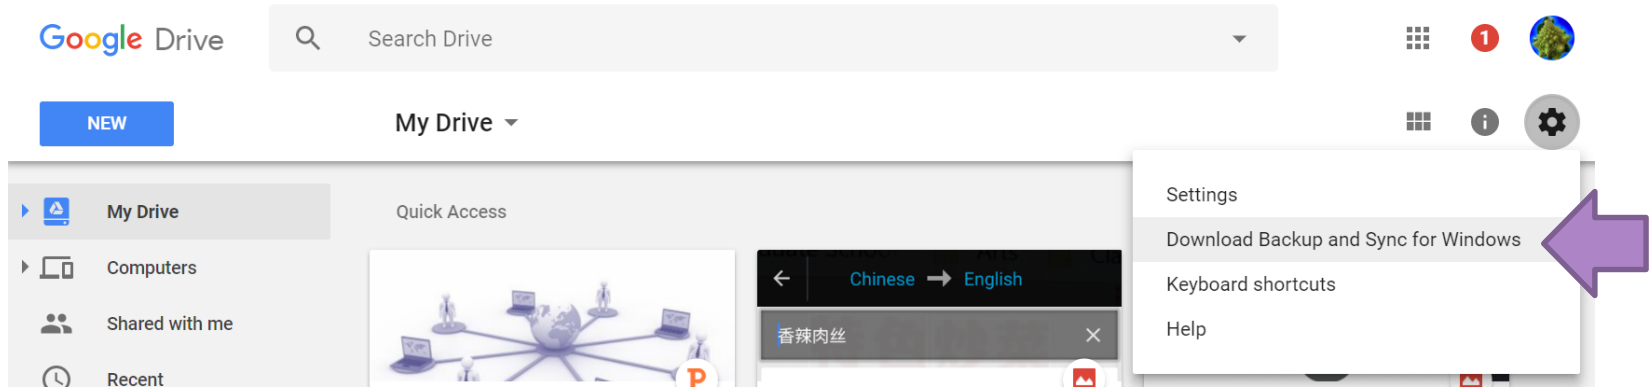 Google Drive
Search Drive
1
NEW
My Drive
Settings
My Drive
Quick Access
Download Backup and Sync for Windows
Computers
Chinese → English
Keyboard shortcuts
Shared with me
香辣肉丝
Help
Recent
P